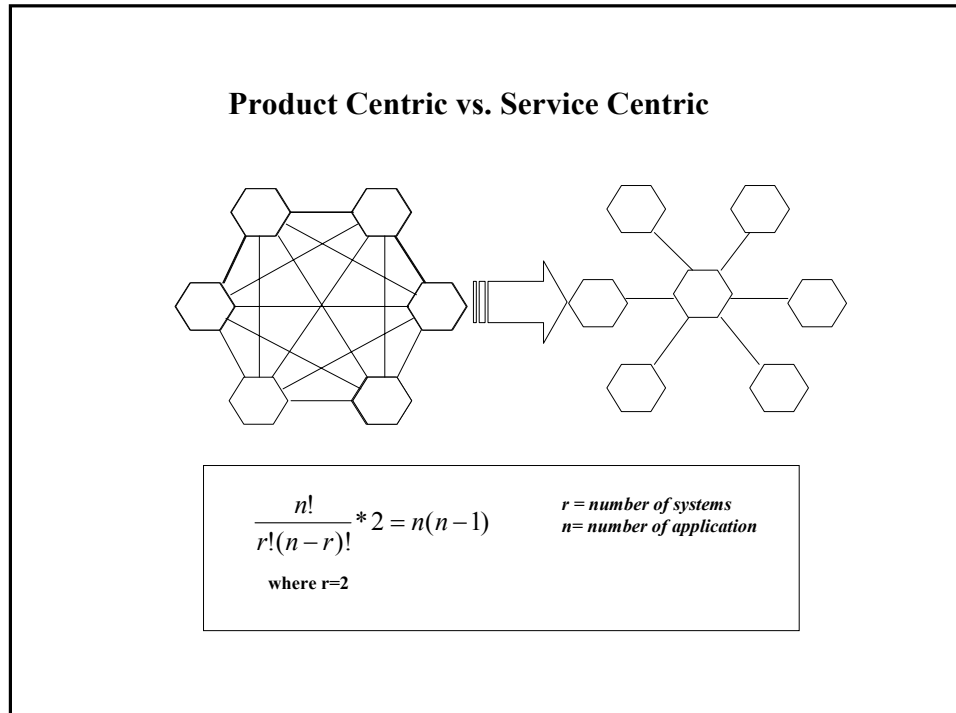 Product Centric vs. Service Centric
n!/r!(n−r)! * 2 = n(n−1)
where r=2
r = number of systems
n= number of application